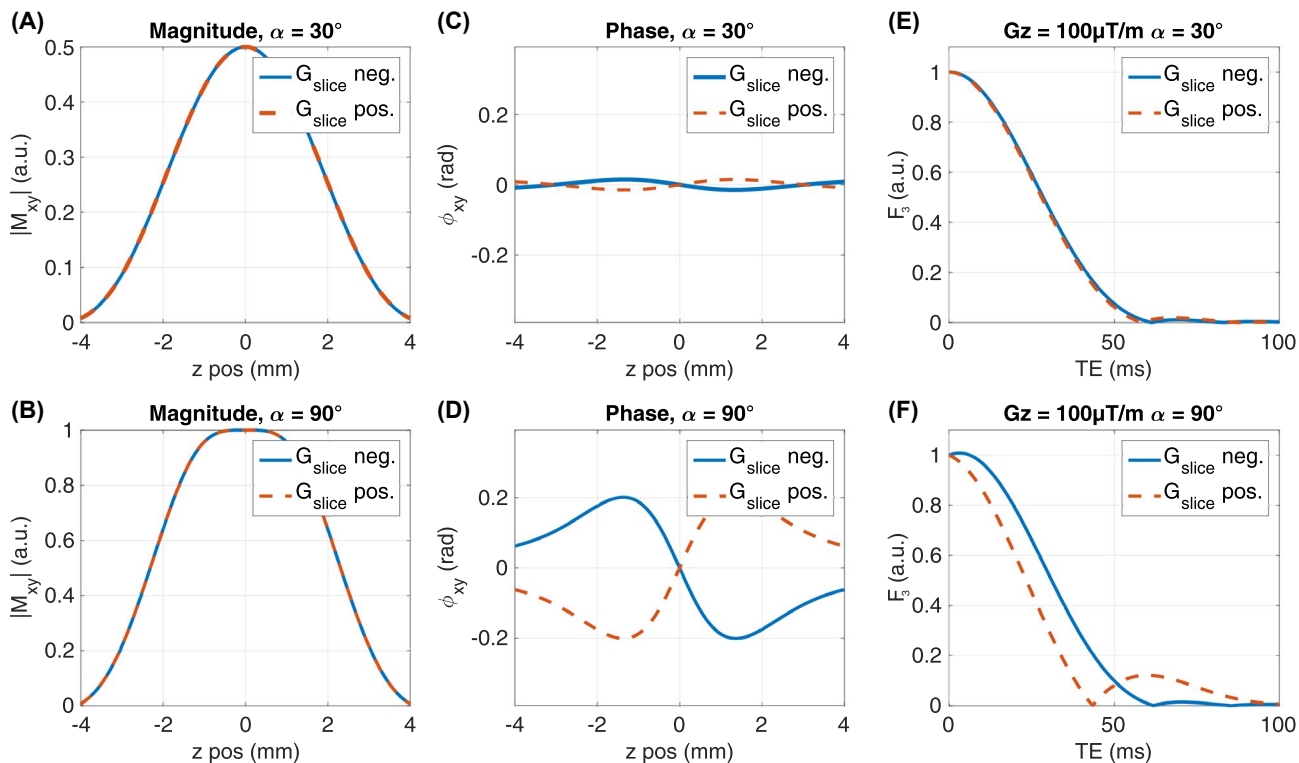 (A)
Magnitude, α = 30°
|Mxy| (a.u.)
0.5
0.4
0.3
0.2
0.1
0
-4 -2 0 2 4
z pos (mm)
Gslice neg.
Gslice pos.
(C)
Phase, α = 30°
ϕxy (rad)
0.2
0
-0.2
-4 -2 0 2 4
z pos (mm)
Gslice neg.
Gslice pos.
(E)
Gz = 100μT/m α = 30°
F3 (a.u.)
1
0.8
0.6
0.4
0.2
0
0 50 100
TE (ms)
Gslice neg.
Gslice pos.
(B)
Magnitude, α = 90°
|Mxy| (a.u.)
1
0.8
0.6
0.4
0.2
0
-4 -2 0 2 4
z pos (mm)
Gslice neg.
Gslice pos.
(D)
Phase, α = 90°
ϕxy (rad)
0.2
0
-0.2
-4 -2 0 2 4
z pos (mm)
Gslice neg.
Gslice pos.
(F)
Gz = 100μT/m α = 90°
F3 (a.u.)
1
0.8
0.6
0.4
0.2
0
0 50 100
TE (ms)
Gslice neg.
Gslice pos.